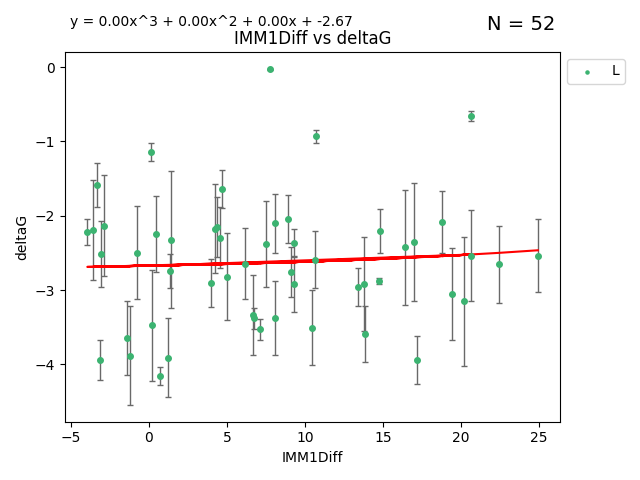 y = 0.00x^3 + 0.00x^2 + 0.00x + -2.67
N = 52
IMM1Diff vs deltaG
L
deltaG
0
−1
−2
−3
−4
−5 0 5 10 15 20 25
IMM1Diff